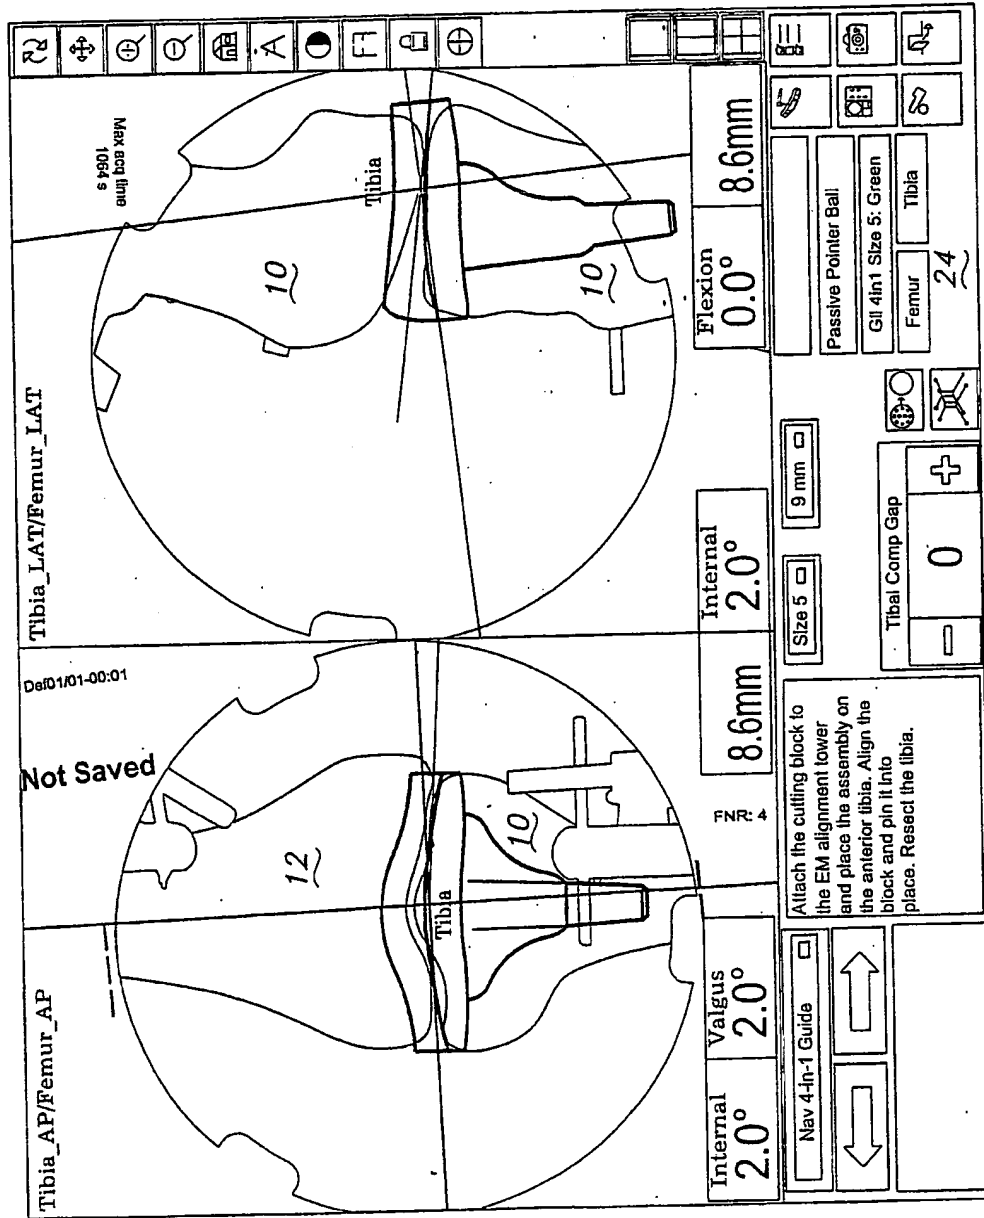 Tibia_AP/Femur_AP
Not Saved
Def01/01-00:01
12
10
Tibia
FNR: 4
Internal
2.0°
Valgus
2.0°
8.6mm
Tibia_LAT/Femur_LAT
Max acq line
1064 s
10
Tibia
10
Internal
2.0°
Flexion
0.0°
8.6mm
Nav 4-in-1 Guide
Attach the cutting block to
the EM alignment tower
and place the assembly on
the anterior tibia. Align the
block and pin it into
place. Resect the tibia.
Size 5
9 mm
Tibal Comp Gap
0
Passive Pointer Ball
GII 4in1 Size 5: Green
Femur
Tibia
24